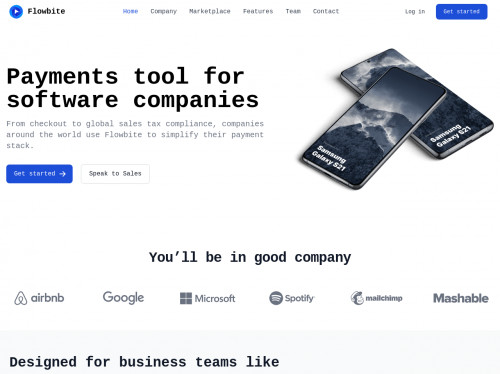 Flowbite
Home Company Marketplace Features Team Contact
Log in
Get started
Payments tool for
software companies
From checkout to global sales tax compliance, companies
around the world use Flowbite to simplify their payment
stack.
Get started
Speak to Sales
Samsung
Galaxy S21
Samsung
Galaxy S21
You’ll be in good company
airbnb
Google
Microsoft
Spotify
mailchimp
Mashable
Designed for business teams like